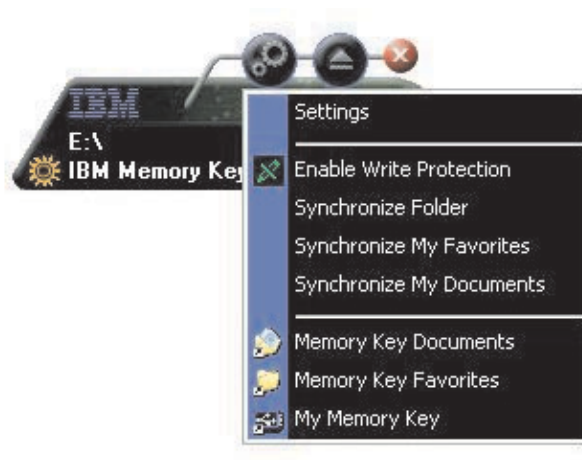 IBM
E:\
IBM Memory Key
Settings
Enable Write Protection
Synchronize Folder
Synchronize My Favorites
Synchronize My Documents
Memory Key Documents
Memory Key Favorites
My Memory Key